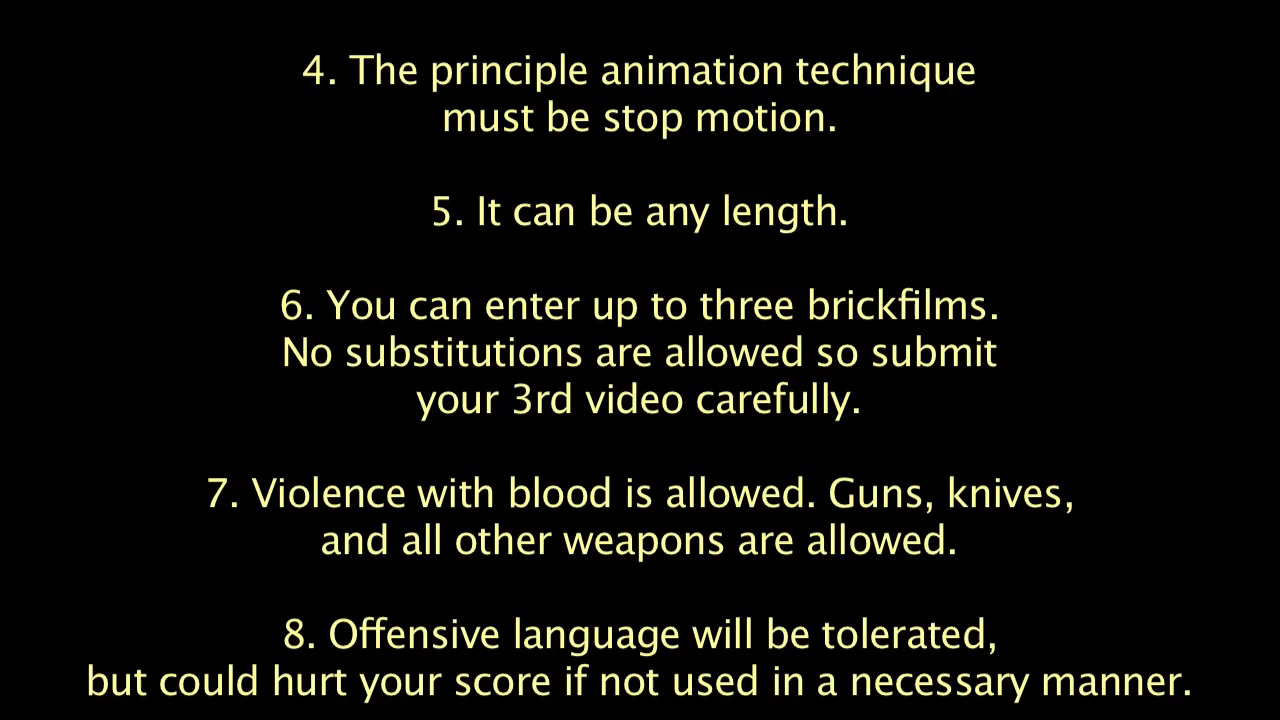 4. The principle animation technique
must be stop motion.
5. It can be any length.
6. You can enter up to three brickfilms.
No substitutions are allowed so submit
your 3rd video carefully.
7. Violence with blood is allowed. Guns, knives,
and all other weapons are allowed.
8. Offensive language will be tolerated,
but could hurt your score if not used in a necessary manner.